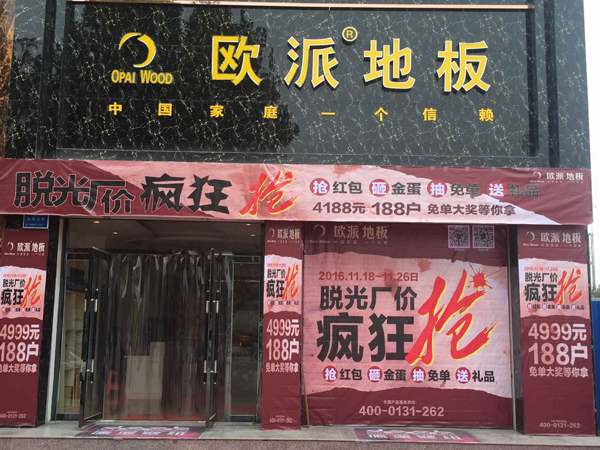 OPAI WOOD
欧派®地板
中国家庭一个信赖
脱光厂价 疯狂 抢
抢红包 砸金蛋 抽免单 送礼品
4188元 188户 免单大奖等你拿
欧派地板
欧派地板
脱光厂价
疯狂抢
4999元
188户
免单大奖等你拿
欧派地板
脱光厂价
疯狂抢
4999元
188户
免单大奖等你拿
欧派地板
2016.11.18-11.26日
脱光厂价
疯狂抢
抢红包 砸金蛋 抽免单 送礼品
400-0131-262
欧派地板
脱光厂价
疯狂抢
4999元
188户
免单大奖等你拿